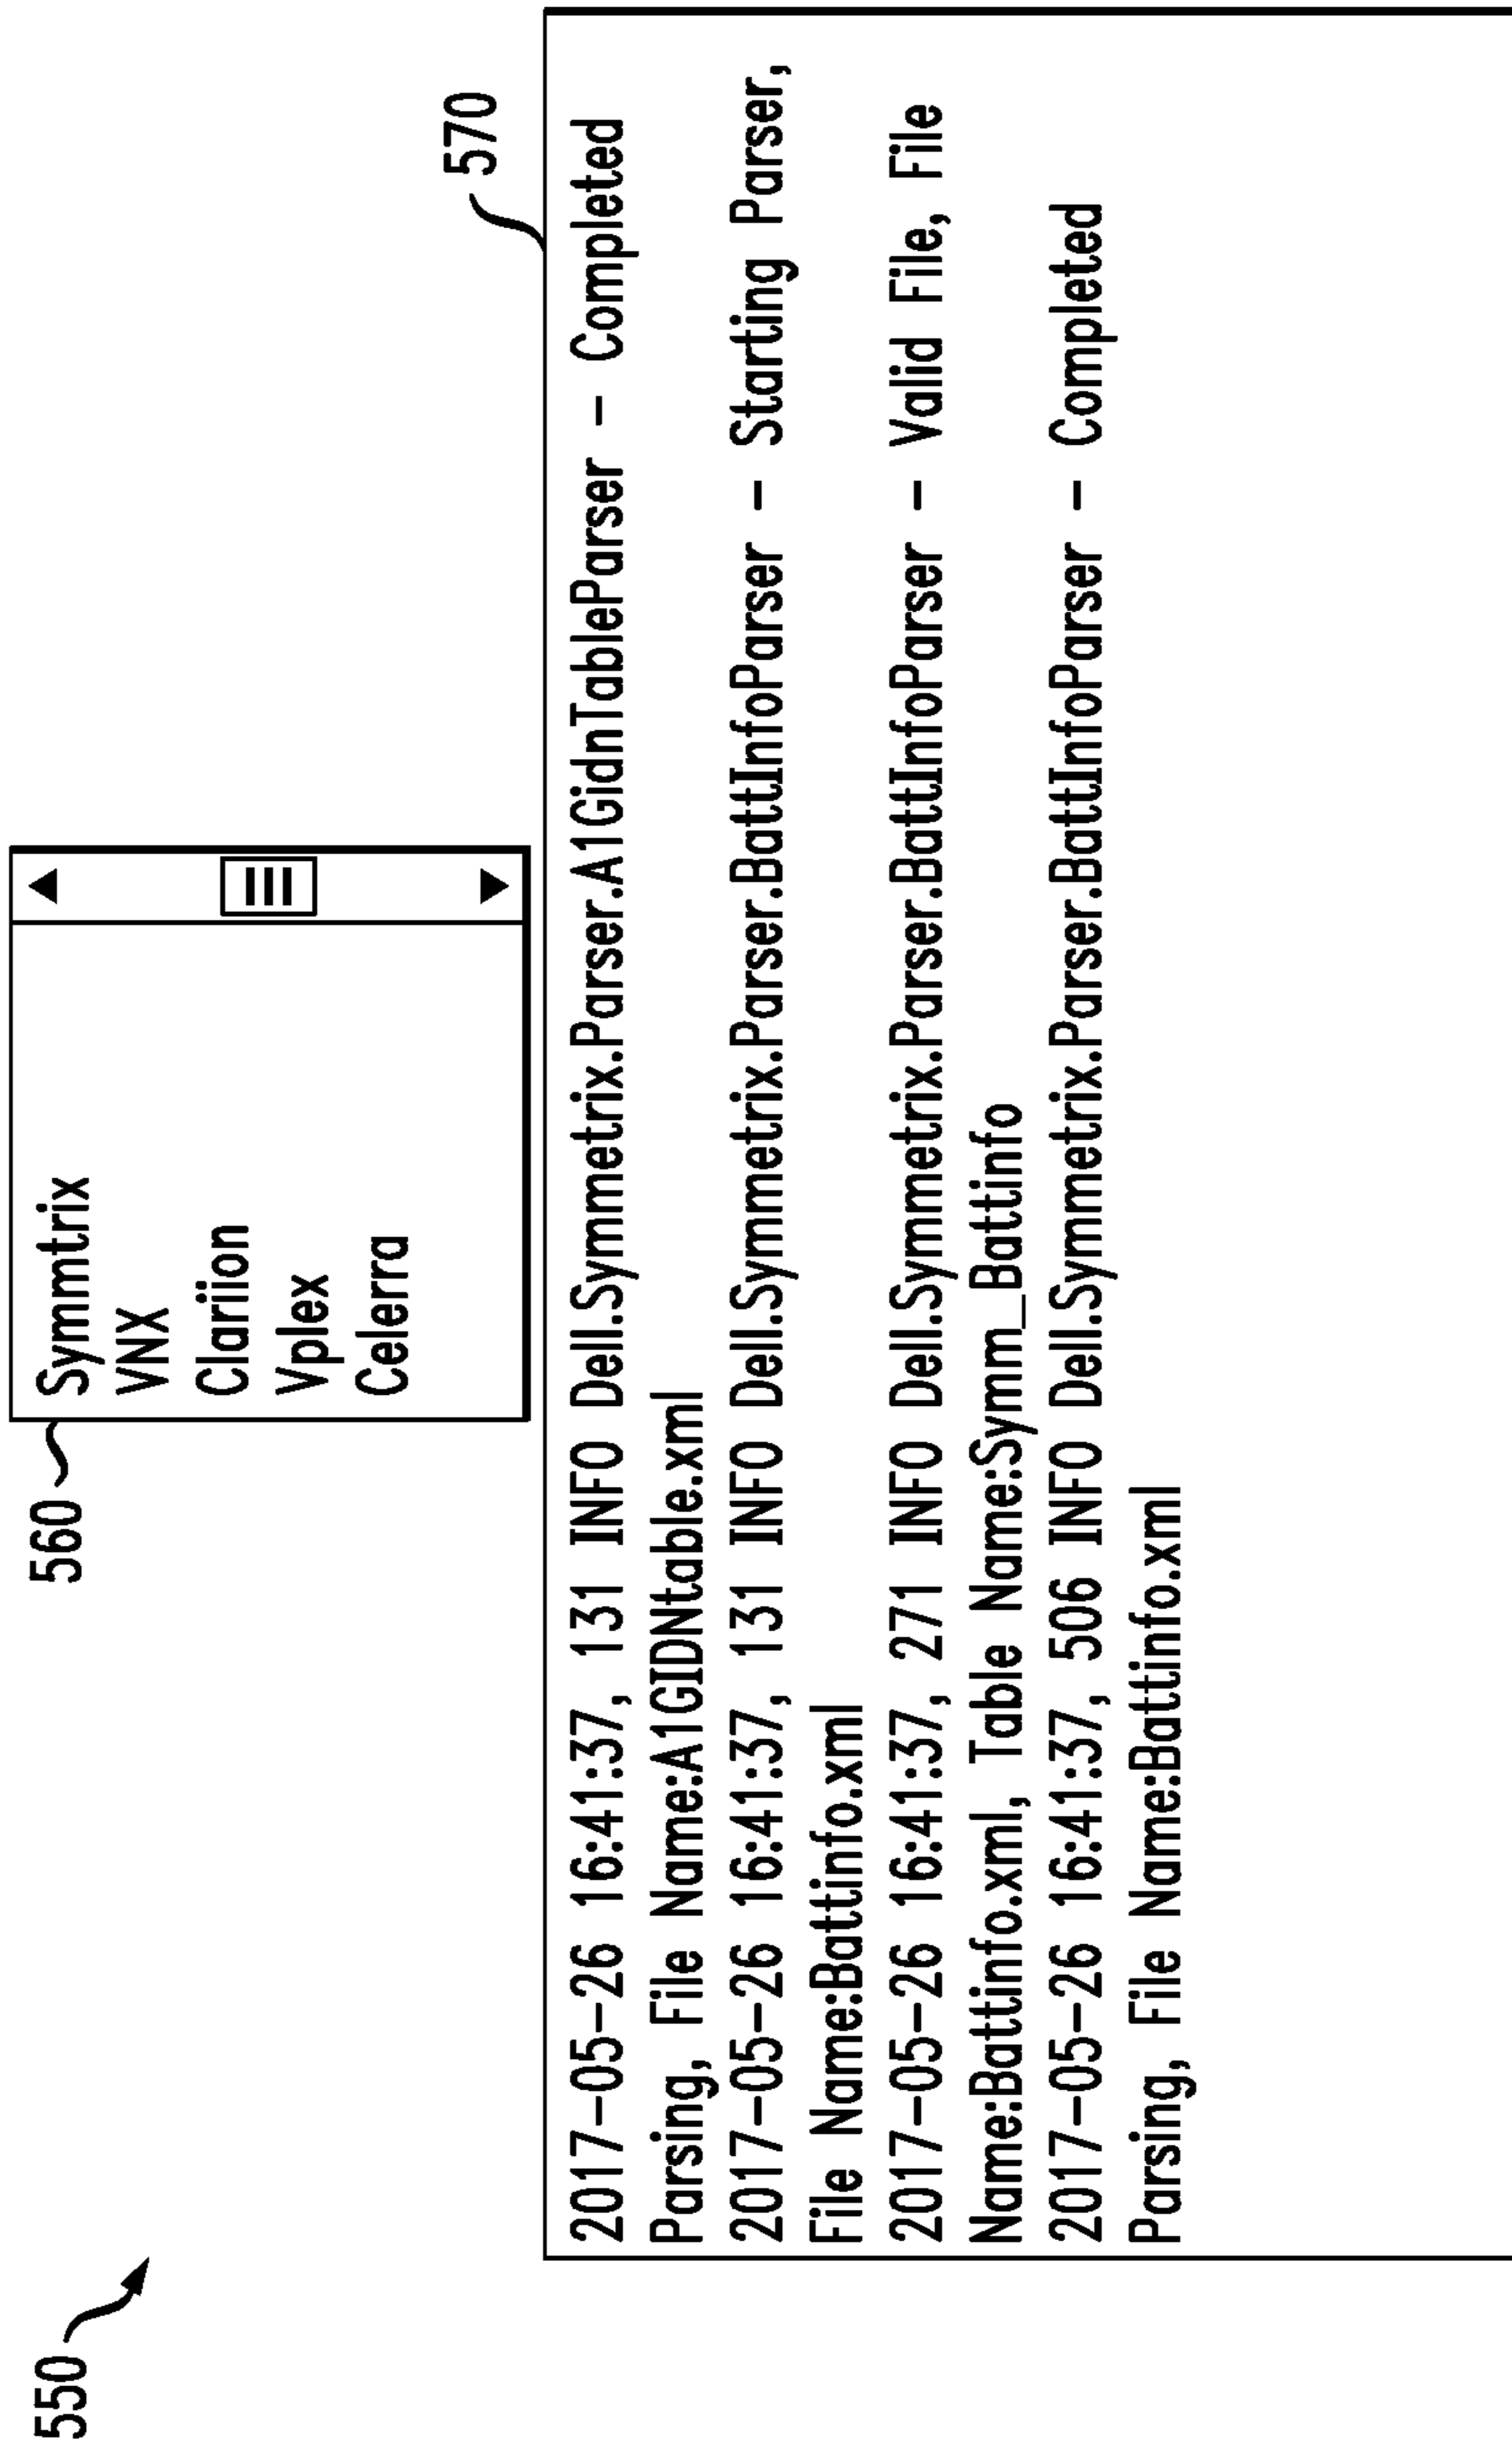 550
560
Symmtrix
VNX
Clariion
Vplex
Celerra
570
2017-05-26 16:41:37, 131 INFO Dell.Symmetrix.Parser.A1GidnTableParser - Completed
Parsing, File Name:A1GIDNtable.xml
2017-05-26 16:41:37, 131 INFO Dell.Symmetrix.Parser.BattInfoParser - Starting Parser,
File Name:Battinfo.xml
2017-05-26 16:41:37, 271 INFO Dell.Symmetrix.Parser.BattInfoParser - Valid File, File
Name:Battinfo.xml, Table Name:Symm_Battinfo
2017-05-26 16:41:37, 506 INFO Dell.Symmetrix.Parser.BattInfoParser - Completed
Parsing, File Name:Battinfo.xml